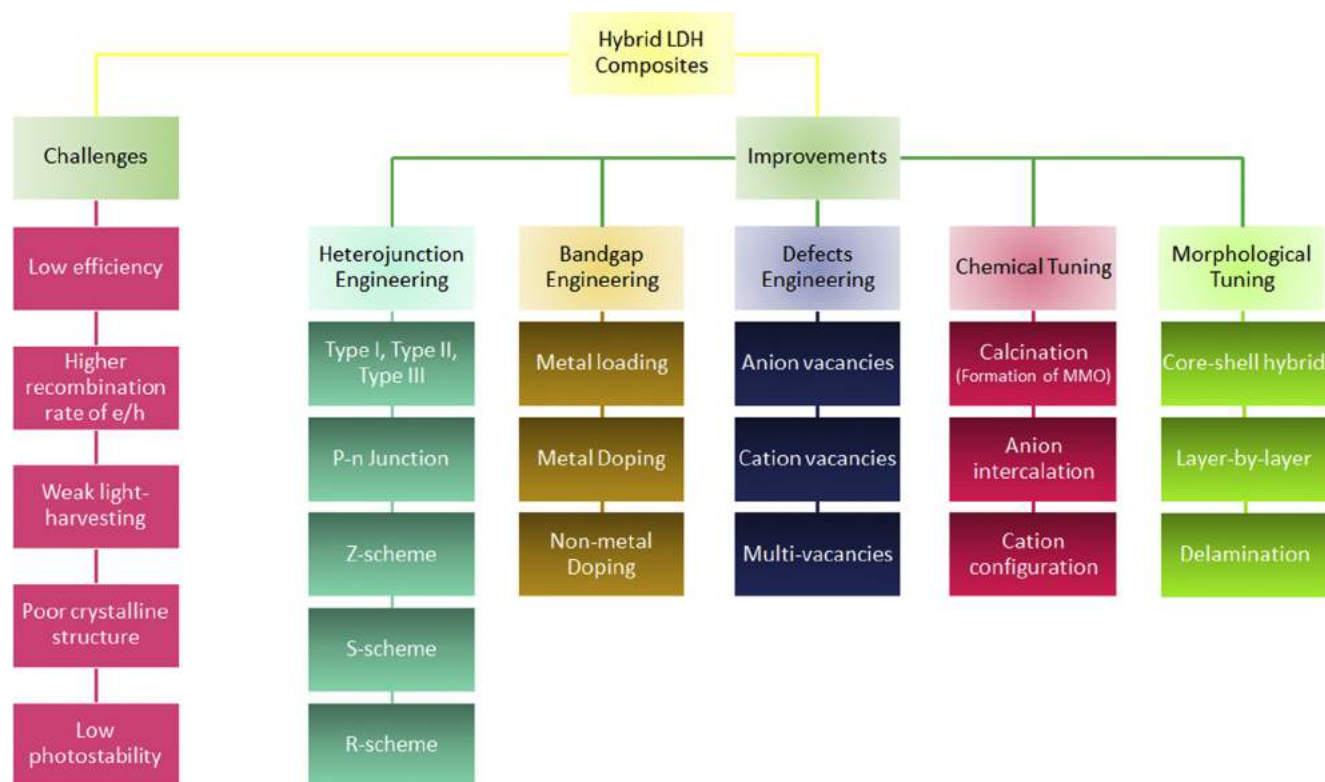 Hybrid LDH
Composites
Challenges
Improvements
Low efficiency
Higher
recombination
rate of e/h
Weak light-
harvesting
Poor crystalline
structure
Low
photostability
Heterojunction
Engineering
Type I, Type II,
Type III
P-n Junction
Z-scheme
S-scheme
R-scheme
Bandgap
Engineering
Metal loading
Metal Doping
Non-metal
Doping
Defects
Engineering
Anion vacancies
Cation vacancies
Multi-vacancies
Chemical Tuning
Calcination
(Formation of MMO)
Anion
intercalation
Cation
configuration
Morphological
Tuning
Core-shell hybrid
Layer-by-layer
Delamination